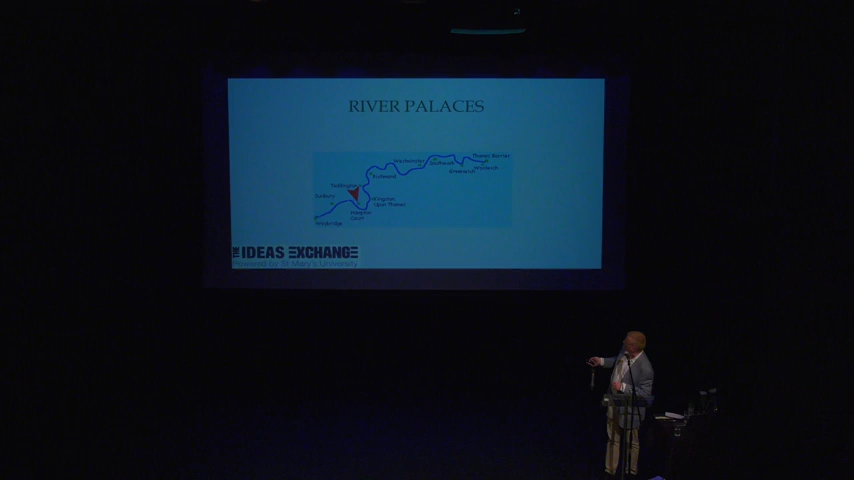 RIVER PALACES
Thames Barrier
Westminster
Southwark
Greenwich
Woolwich
Richmond
Teddington
Sunbury
Kingston
Upon Thames
Hampton
Court
Weybridge
THE IDEAS EXCHANGE
Powered by St Mary's University